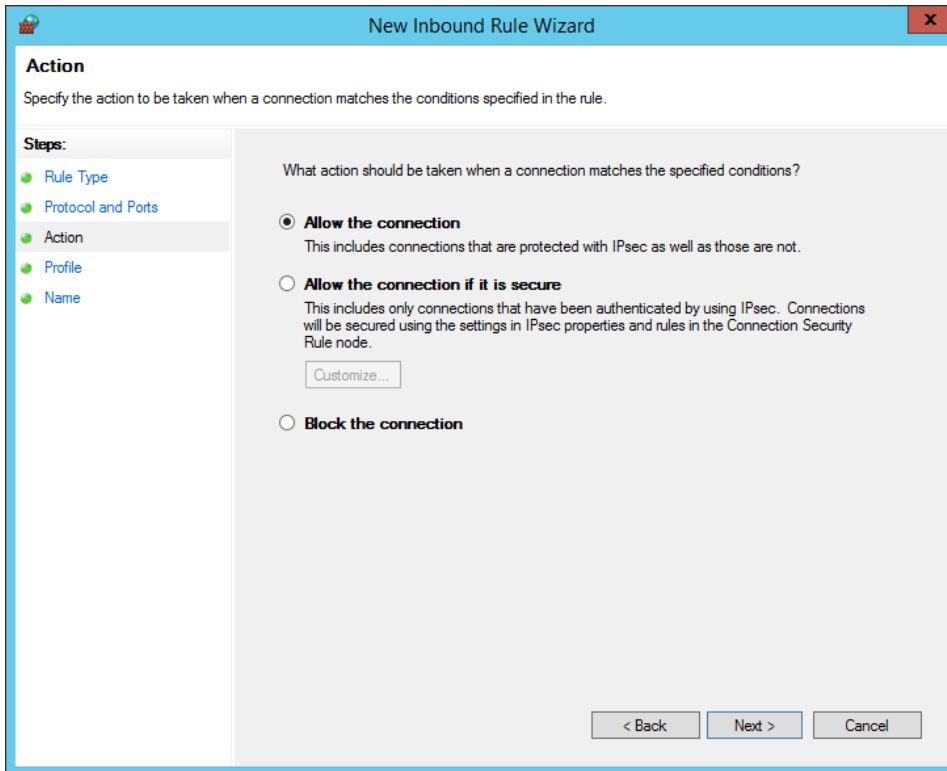 New Inbound Rule Wizard
x
Action
Specify the action to be taken when a connection matches the conditions specified in the rule.
Steps:
Rule Type
Protocol and Ports
Action
Profile
Name
What action should be taken when a connection matches the specified conditions?
Allow the connection
This includes connections that are protected with IPsec as well as those are not.
Allow the connection if it is secure
This includes only connections that have been authenticated by using IPsec. Connections
will be secured using the settings in IPsec properties and rules in the Connection Security
Rule node.
Customize...
Block the connection
< Back
Next >
Cancel